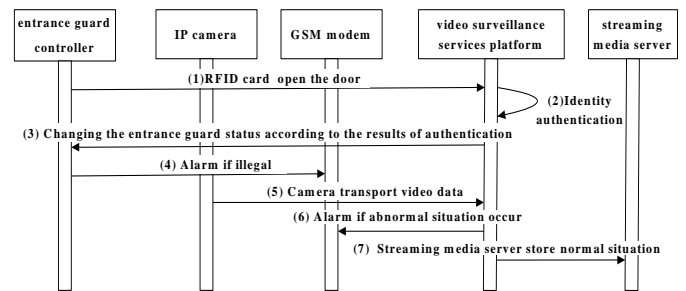 entrance guard
controller
IP camera
GSM modem
video surveillance
services platform
streaming
media server
(1)RFID card open the door
(2)Identity
authentication
(3) Changing the entrance guard status according to the results of authentication
(4) Alarm if illegal
(5) Camera transport video data
(6) Alarm if abnormal situation occur
(7) Streaming media server store normal situation